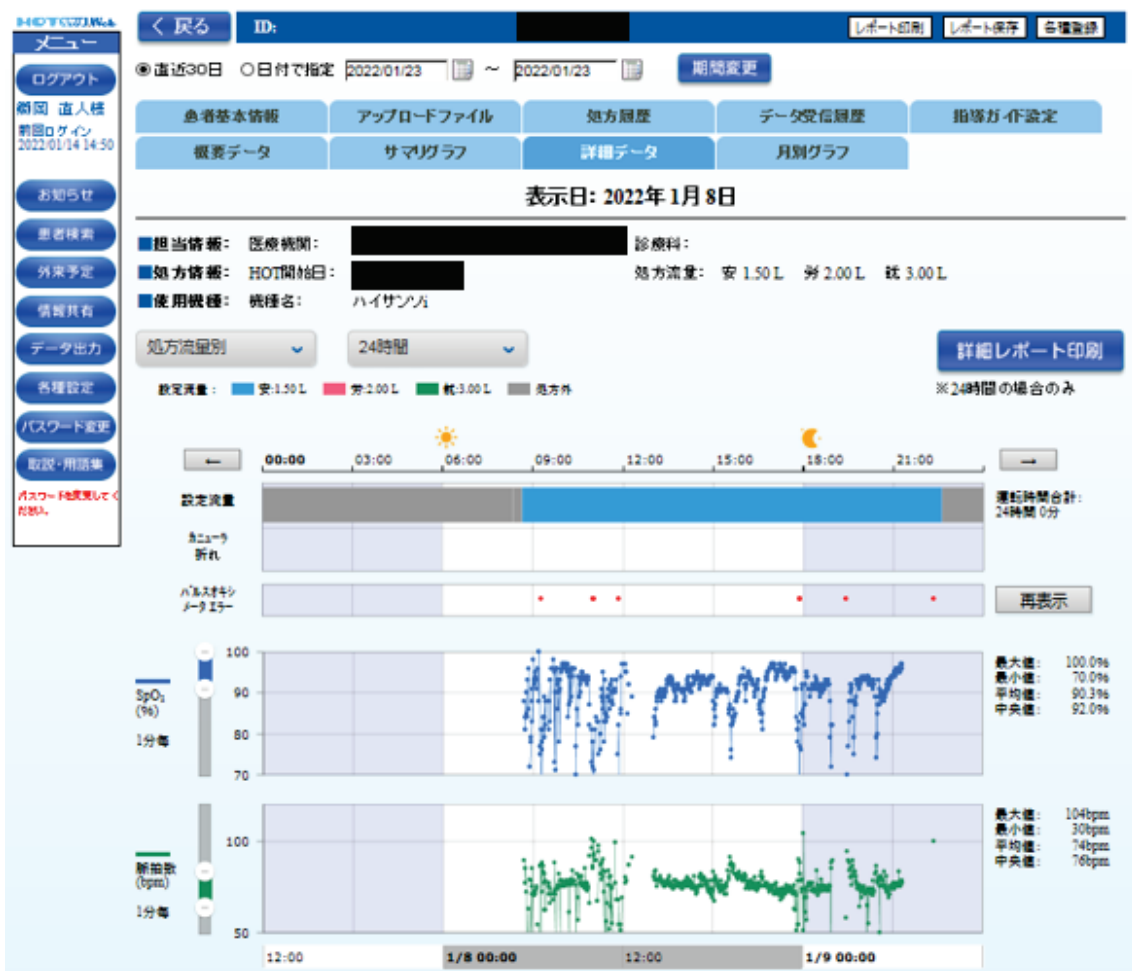 メニュー
ログアウト
直人様
前回ログイン
2022/01/14 14:50
お知らせ
患者検索
外来予定
情報共有
データ出力
各種設定
パスワード変更
取説・用語集
パスワードを変更してください。
< 戻る ID: レポート印刷 レポート保存 各種登録
直近30日 日付で指定 2022/01/23 ~ 2022/01/23 期間変更
患者基本情報 アップロードファイル 処方履歴 データ受信履歴 指導ガイド設定
概要データ サマリグラフ 詳細データ 月別グラフ
表示日: 2022年 1月 8日
■担当情報: 医療機関: 診療科:
■処方情報: HOT開始日: 処方流量: 安 1.50 L 労 2.00 L 就 3.00 L
■使用機種: 機種名: ハイサンソi
処方流量別 24時間 詳細レポート印刷
設定流量: 安:1.50 L 労:2.00 L 就:3.00 L 処方外 ※24時間の場合のみ
← 00:00 03:00 06:00 09:00 12:00 15:00 18:00 21:00 →
設定流量 運転時間合計:
24時間 0分
カニューラ
折れ
パルスオキシ
メータエラー 再表示
SpO₂
(%)
1分毎
100
90
80
70
最大値: 100.0%
最小値: 70.0%
平均値: 90.3%
中央値: 92.0%
脈拍数
(bpm)
1分毎
100
50
最大値: 104bpm
最小値: 30bpm
平均値: 74bpm
中央値: 76bpm
12:00 1/8 00:00 12:00 1/9 00:00